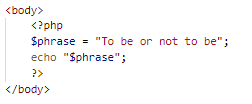 <body>
<?php
$phrase = "To be or not to be";
echo "$phrase";
?>
</body>